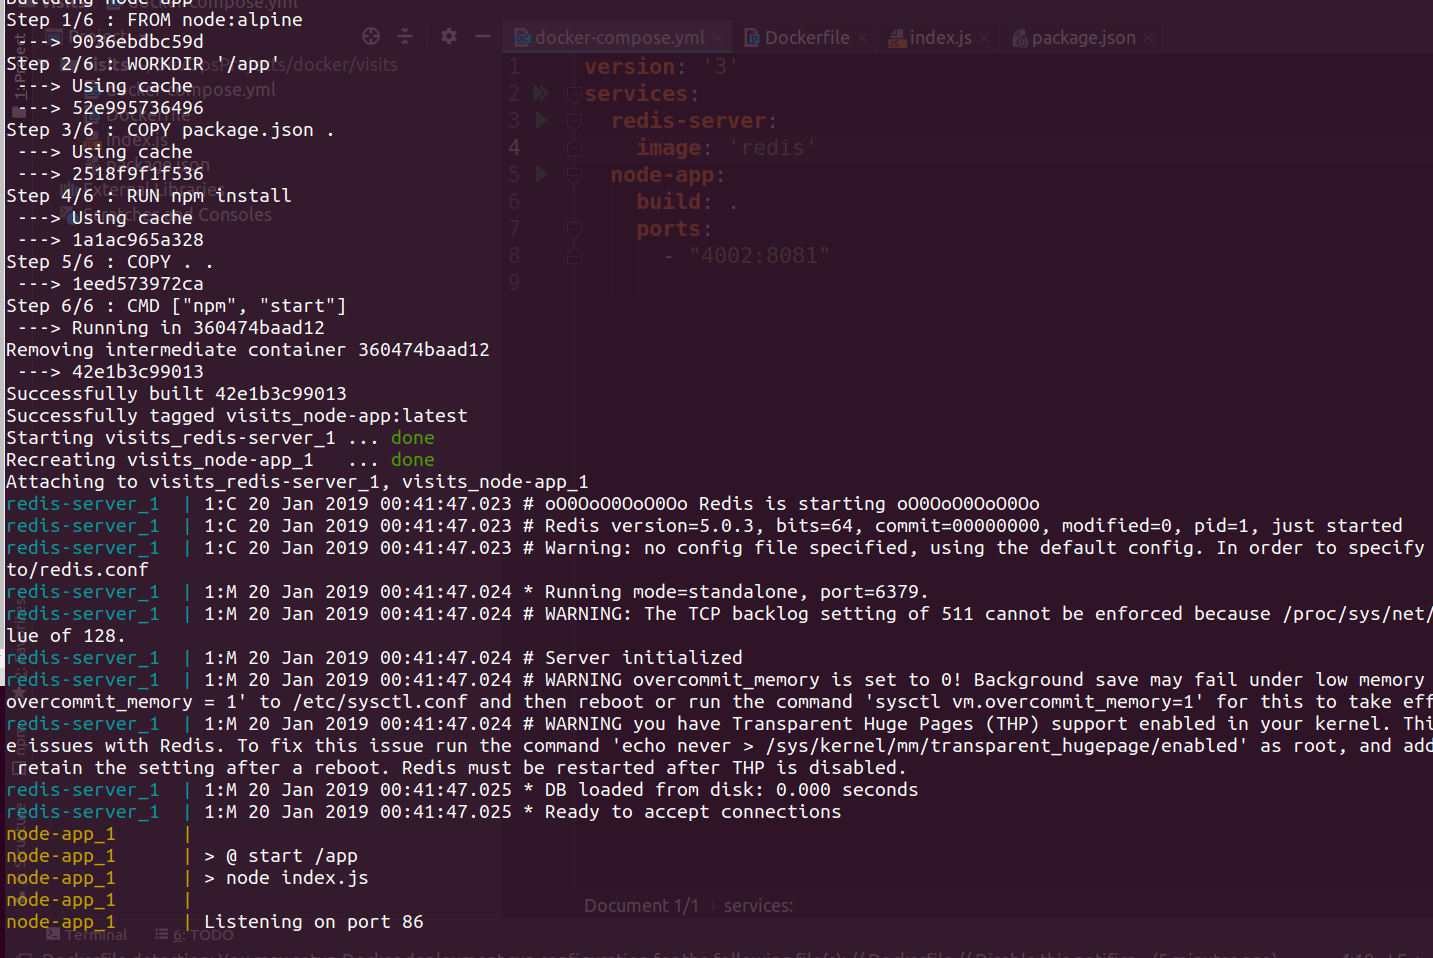 Building node-app
Step 1/6 : FROM node:alpine
---> 9036ebdbc59d
Step 2/6 : WORKDIR '/app'
---> Using cache
---> 52e995736496
Step 3/6 : COPY package.json .
---> Using cache
---> 2518f9f1f536
Step 4/6 : RUN npm install
---> Using cache
---> 1a1ac965a328
Step 5/6 : COPY . .
---> 1eed573972ca
Step 6/6 : CMD ["npm", "start"]
---> Running in 360474baad12
Removing intermediate container 360474baad12
---> 42e1b3c99013
Successfully built 42e1b3c99013
Successfully tagged visits_node-app:latest
Starting visits_redis-server_1 ... done
Recreating visits_node-app_1   ... done
Attaching to visits_redis-server_1, visits_node-app_1
redis-server_1  | 1:C 20 Jan 2019 00:41:47.023 # oO0OoO0OoO0Oo Redis is starting oO0OoO0OoO0Oo
redis-server_1  | 1:C 20 Jan 2019 00:41:47.023 # Redis version=5.0.3, bits=64, commit=00000000, modified=0, pid=1, just started
redis-server_1  | 1:C 20 Jan 2019 00:41:47.023 # Warning: no config file specified, using the default config. In order to specify
to/redis.conf
redis-server_1  | 1:M 20 Jan 2019 00:41:47.024 * Running mode=standalone, port=6379.
redis-server_1  | 1:M 20 Jan 2019 00:41:47.024 # WARNING: The TCP backlog setting of 511 cannot be enforced because /proc/sys/net/
lue of 128.
redis-server_1  | 1:M 20 Jan 2019 00:41:47.024 # Server initialized
redis-server_1  | 1:M 20 Jan 2019 00:41:47.024 # WARNING overcommit_memory is set to 0! Background save may fail under low memory
overcommit_memory = 1' to /etc/sysctl.conf and then reboot or run the command 'sysctl vm.overcommit_memory=1' for this to take eff
redis-server_1  | 1:M 20 Jan 2019 00:41:47.024 # WARNING you have Transparent Huge Pages (THP) support enabled in your kernel. Thi
e issues with Redis. To fix this issue run the command 'echo never > /sys/kernel/mm/transparent_hugepage/enabled' as root, and add
retain the setting after a reboot. Redis must be restarted after THP is disabled.
redis-server_1  | 1:M 20 Jan 2019 00:41:47.025 * DB loaded from disk: 0.000 seconds
redis-server_1  | 1:M 20 Jan 2019 00:41:47.025 * Ready to accept connections
node-app_1      |
node-app_1      | > @ start /app
node-app_1      | > node index.js
node-app_1      |
node-app_1      | Listening on port 86
docker-compose.yml
Dockerfile
index.js
package.json
1 version: '3'
2 services:
3 redis-server:
4 image: 'redis'
5 node-app:
6 build: .
7 ports:
8 - "4002:8081"
9
docker/visits
Dockerfile
index.js
package.json
External Libraries
Scratches and Consoles
1: Project
Document 1/1 › services:
Terminal
6: TODO